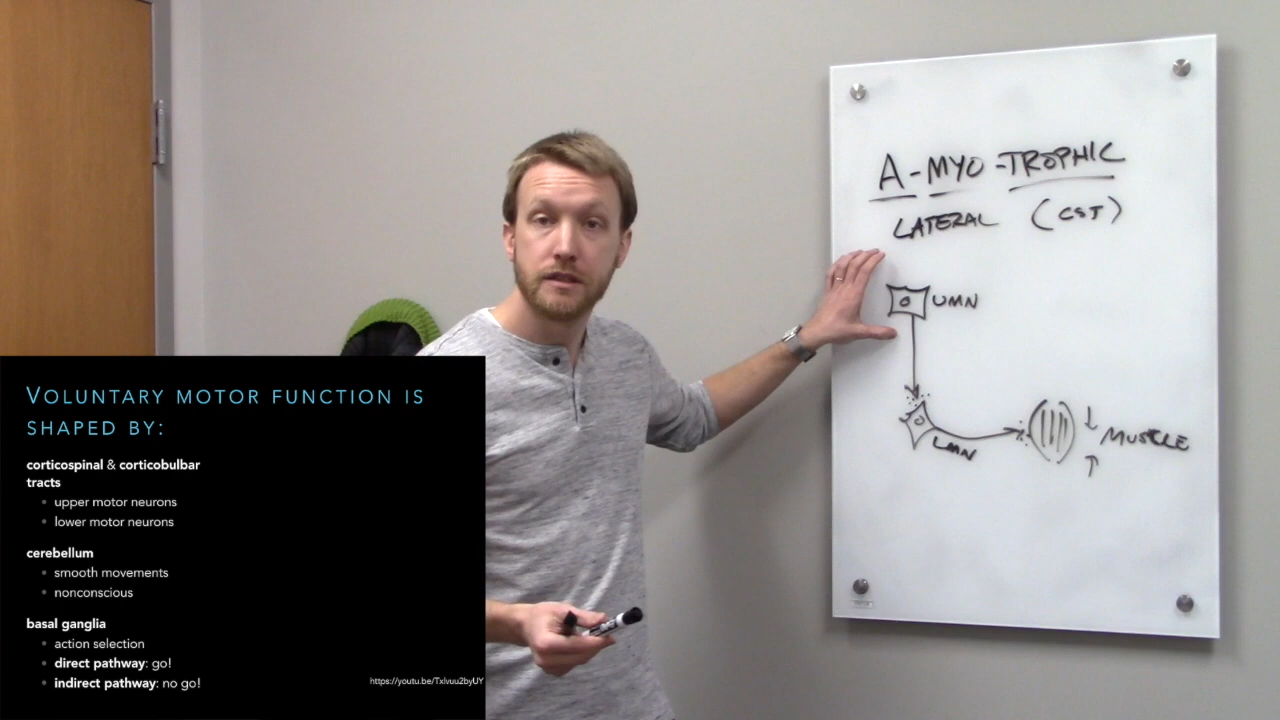 A-MYO-TROPHIC
LATERAL (CST)
UMN
LMN
MUSCLE
VOLUNTARY MOTOR FUNCTION IS
SHAPED BY:
corticospinal & corticobulbar
tracts
• upper motor neurons
• lower motor neurons
cerebellum
• smooth movements
• nonconscious
basal ganglia
• action selection
• direct pathway: go!
• indirect pathway: no go!
https://youtu.be/TxIvuu2byUY